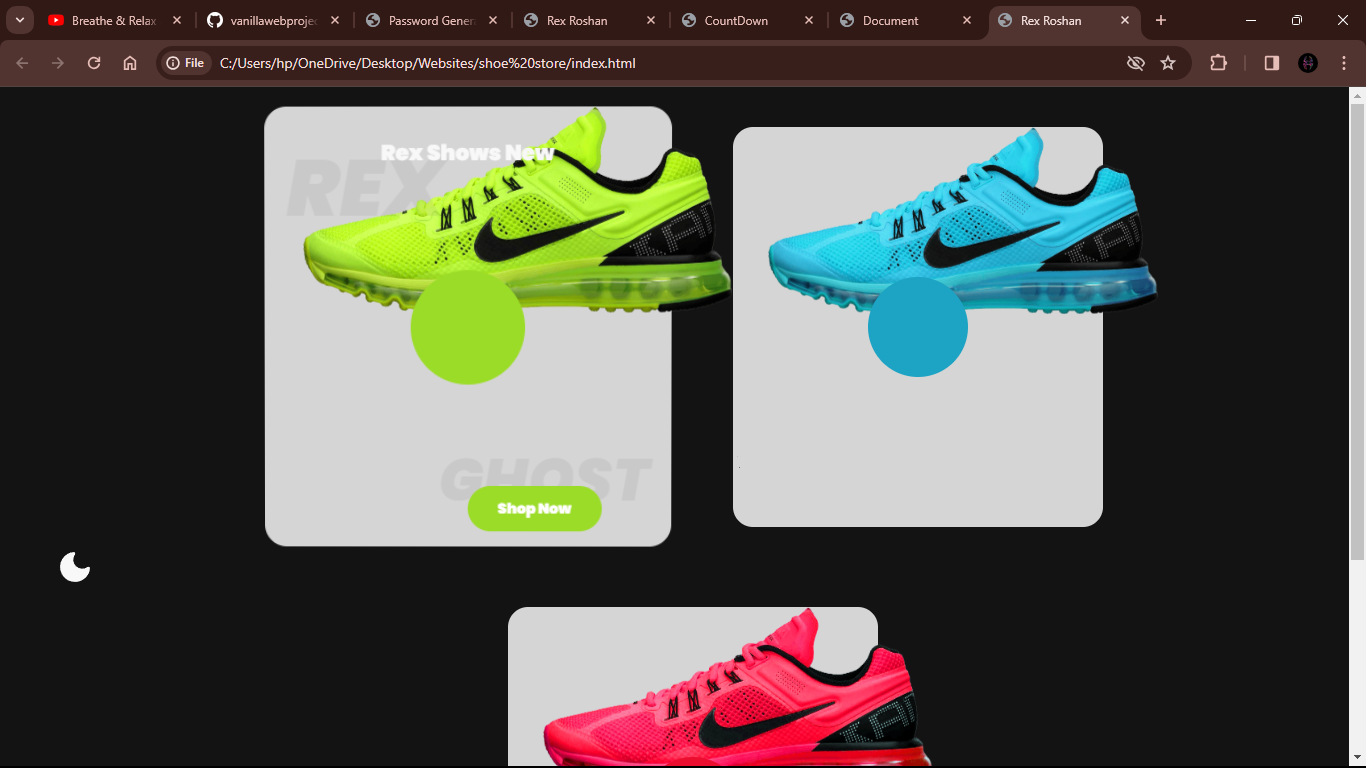 Breathe & Relax
vanillawebprojec
Password Gener
Rex Roshan
CountDown
Document
Rex Roshan
File
C:/Users/hp/OneDrive/Desktop/Websites/shoe%20store/index.html
Rex Shows New
REX
GHOST
Shop Now